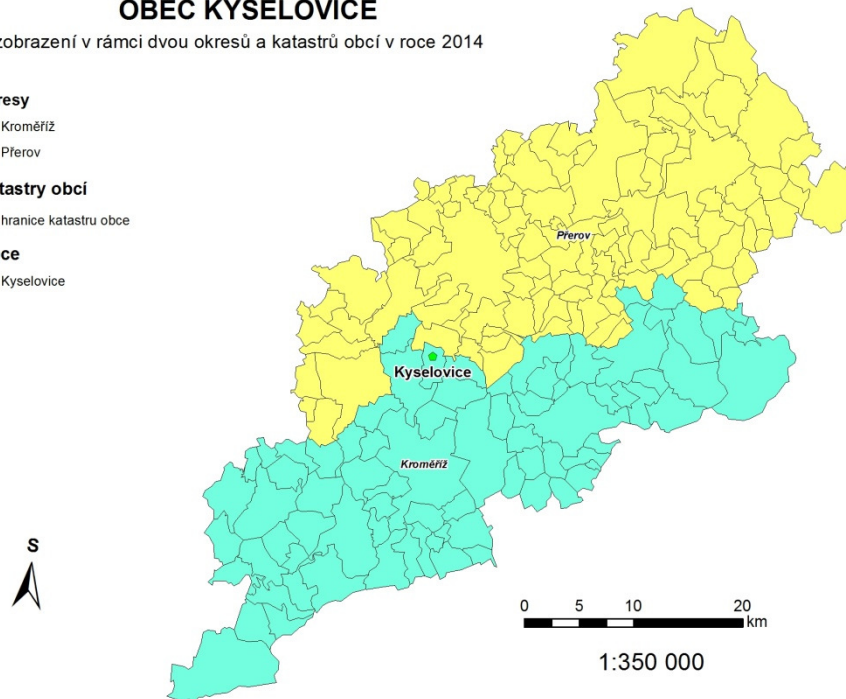 OBEC KYSELOVICE
zobrazení v rámci dvou okresů a katastrů obcí v roce 2014
resy
Kroměříž
Přerov
tastry obcí
hranice katastru obce
ce
Kyselovice
Přerov
Kyselovice
Kroměříž
S
0 5 10 20
km
1:350 000